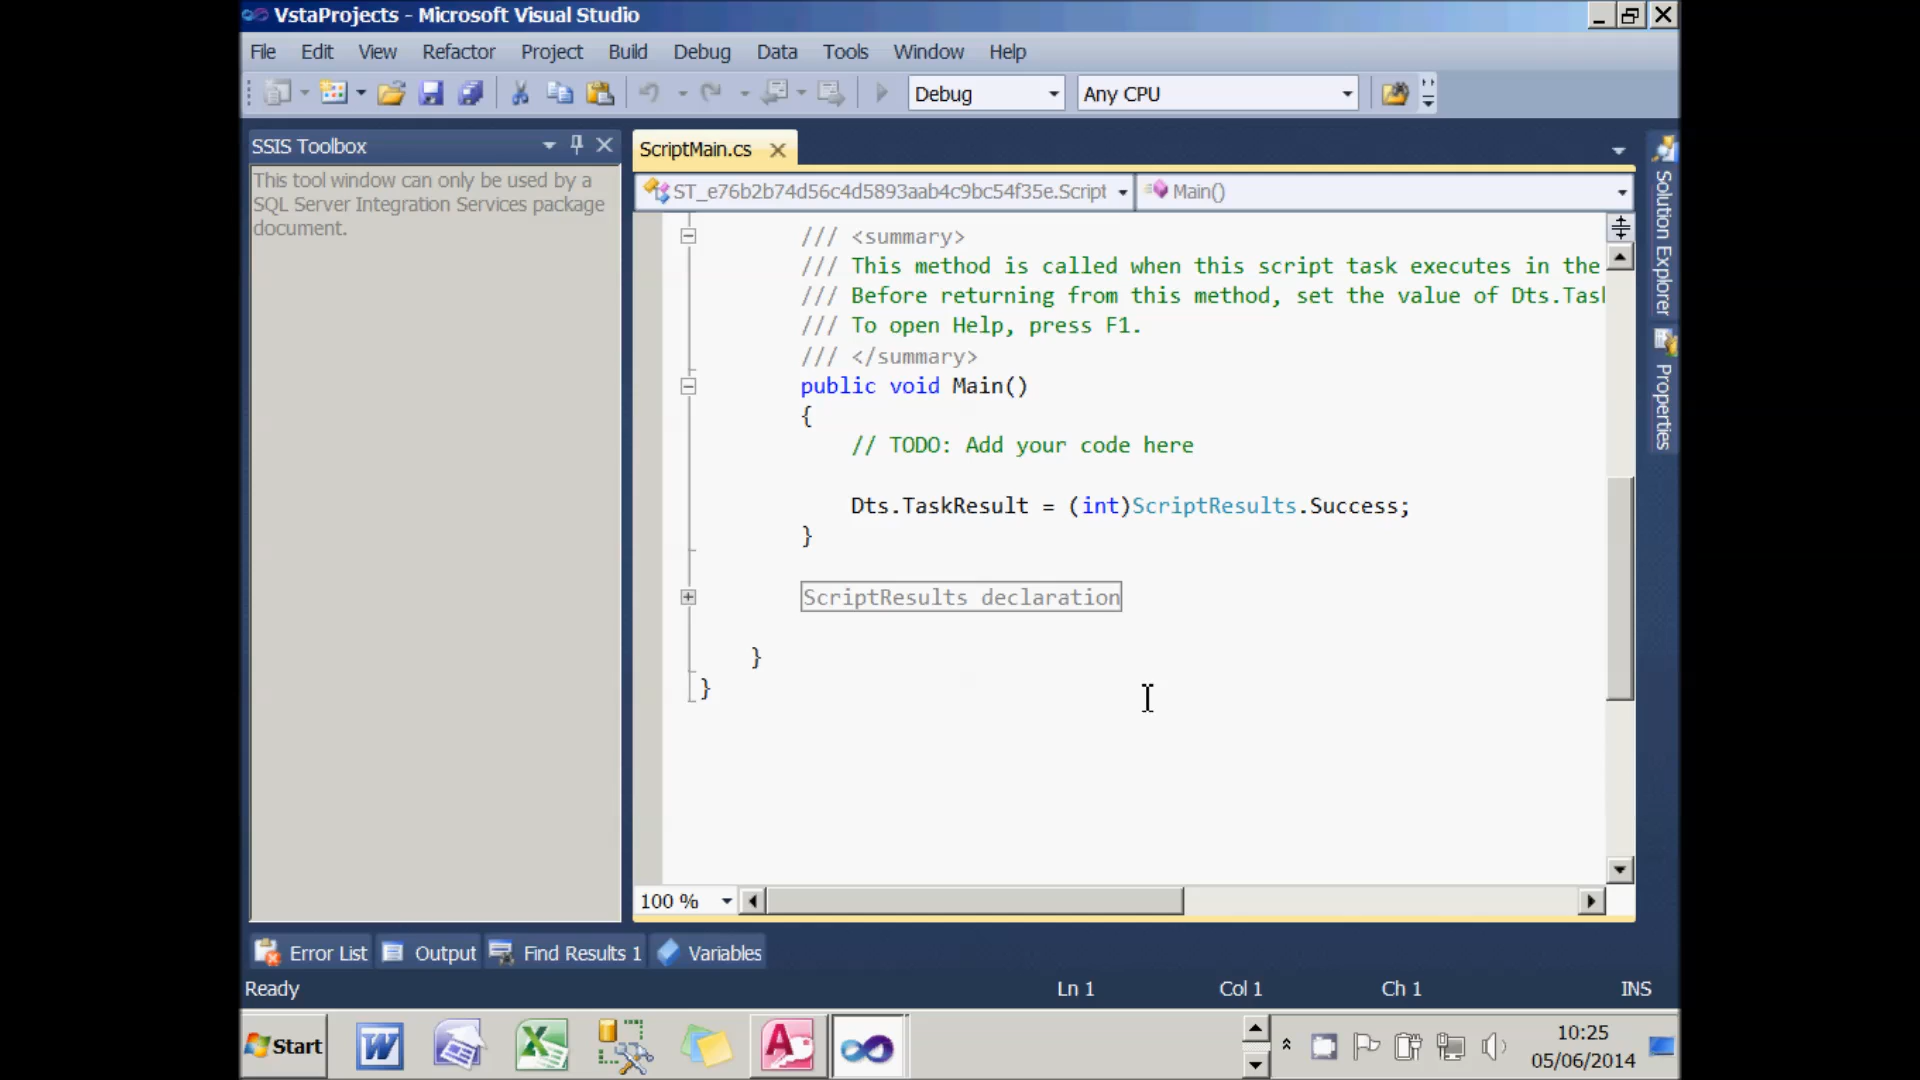 VstaProjects - Microsoft Visual Studio
File Edit View Refactor Project Build Debug Data Tools Window Help
Debug Any CPU
SSIS Toolbox
This tool window can only be used by a
SQL Server Integration Services package
document.
ScriptMain.cs
ST_e76b2b74d56c4d5893aab4c9bc54f35e.Script Main()
/// <summary>
/// This method is called when this script task executes in the
/// Before returning from this method, set the value of Dts.Tas
/// To open Help, press F1.
/// </summary>
public void Main()
{
// TODO: Add your code here
Dts.TaskResult = (int)ScriptResults.Success;
}
ScriptResults declaration
}
}
100 %
Solution Explorer
Properties
Error List Output Find Results 1 Variables
Ready Ln 1 Col 1 Ch 1 INS
Start
10:25
05/06/2014